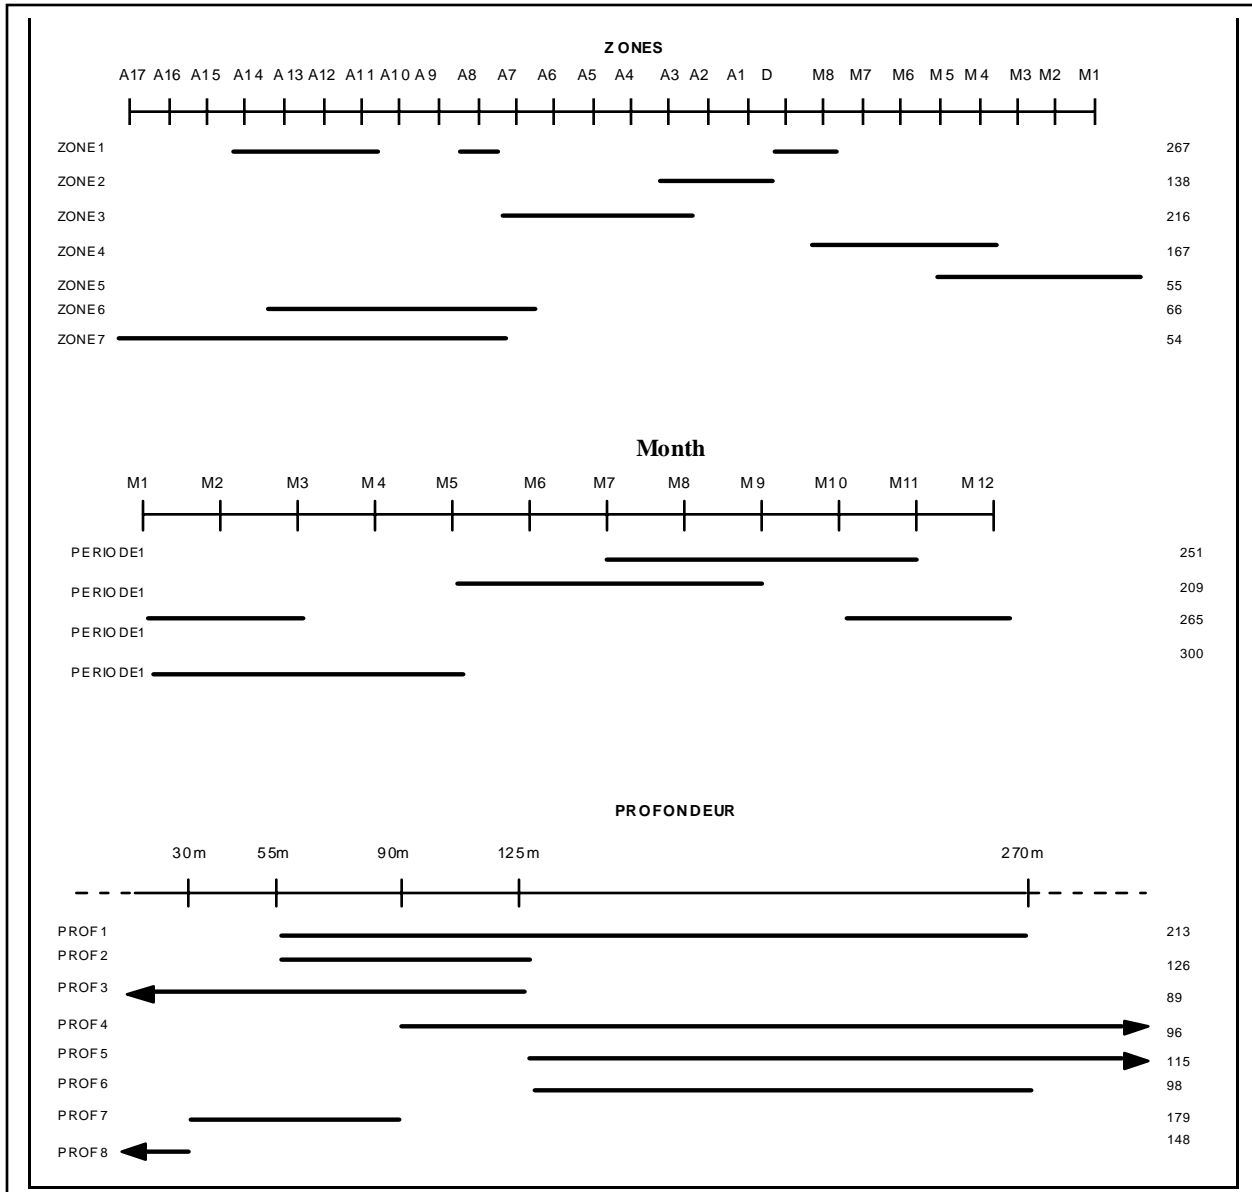 ZONES
A17 A16 A15 A14 A13 A12 A11 A10 A9 A8 A7 A6 A5 A4 A3 A2 A1 D M8 M7 M6 M5 M4 M3 M2 M1
ZONE1 267
ZONE2 138
ZONE3 216
ZONE4 167
ZONE5 55
ZONE6 66
ZONE7 54
Month
M1 M2 M3 M4 M5 M6 M7 M8 M9 M10 M11 M12
PERIODE1 251
PERIODE1 209
PERIODE1 265
PERIODE1 300
PROFONDEUR
30m 55m 90m 125m 270m
PROF1 213
PROF2 126
PROF3 89
PROF4 96
PROF5 115
PROF6 98
PROF7 179
PROF8 148